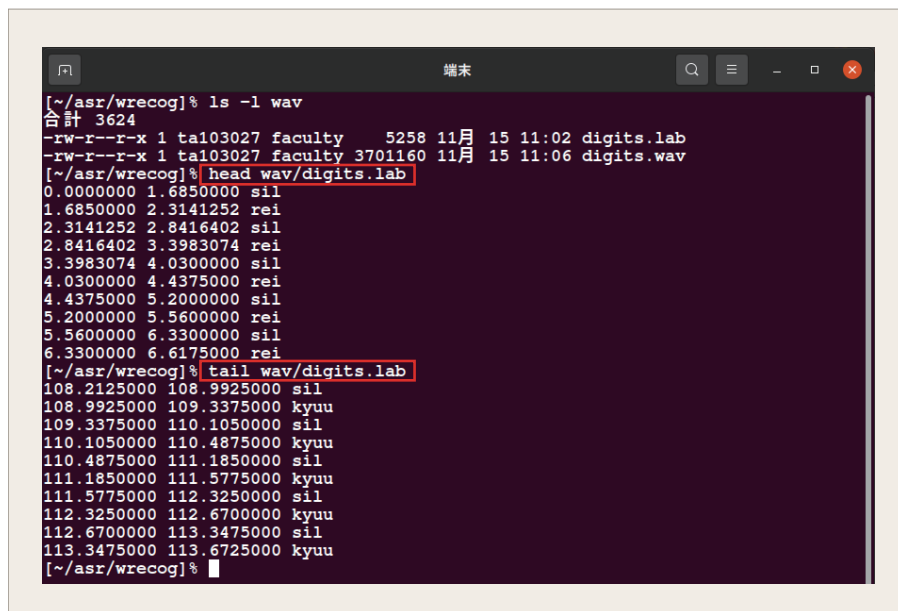 端末
[~/asr/wrecog]% ls -l wav
合計 3624
-rw-r--r-x 1 ta103027 faculty    5258 11月  15 11:02 digits.lab
-rw-r--r-x 1 ta103027 faculty 3701160 11月  15 11:06 digits.wav
[~/asr/wrecog]% head wav/digits.lab
0.0000000 1.6850000 sil
1.6850000 2.3141252 rei
2.3141252 2.8416402 sil
2.8416402 3.3983074 rei
3.3983074 4.0300000 sil
4.0300000 4.4375000 rei
4.4375000 5.2000000 sil
5.2000000 5.5600000 rei
5.5600000 6.3300000 sil
6.3300000 6.6175000 rei
[~/asr/wrecog]% tail wav/digits.lab
108.2125000 108.9925000 sil
108.9925000 109.3375000 kyuu
109.3375000 110.1050000 sil
110.1050000 110.4875000 kyuu
110.4875000 111.1850000 sil
111.1850000 111.5775000 kyuu
111.5775000 112.3250000 sil
112.3250000 112.6700000 kyuu
112.6700000 113.3475000 sil
113.3475000 113.6725000 kyuu
[~/asr/wrecog]%